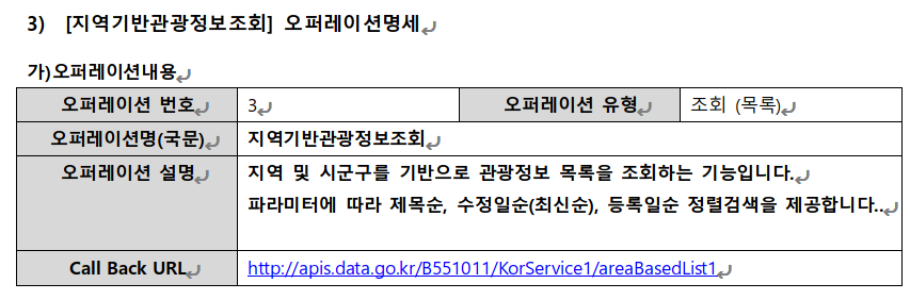 3) [지역기반관광정보조회] 오퍼레이션명세
가)오퍼레이션내용
오퍼레이션 번호 3 오퍼레이션 유형 조회 (목록)
오퍼레이션명(국문) 지역기반관광정보조회
오퍼레이션 설명 지역 및 시군구를 기반으로 관광정보 목록을 조회하는 기능입니다.
파라미터에 따라 제목순, 수정일순(최신순), 등록일순 정렬검색을 제공합니다..
Call Back URL http://apis.data.go.kr/B551011/KorService1/areaBasedList1